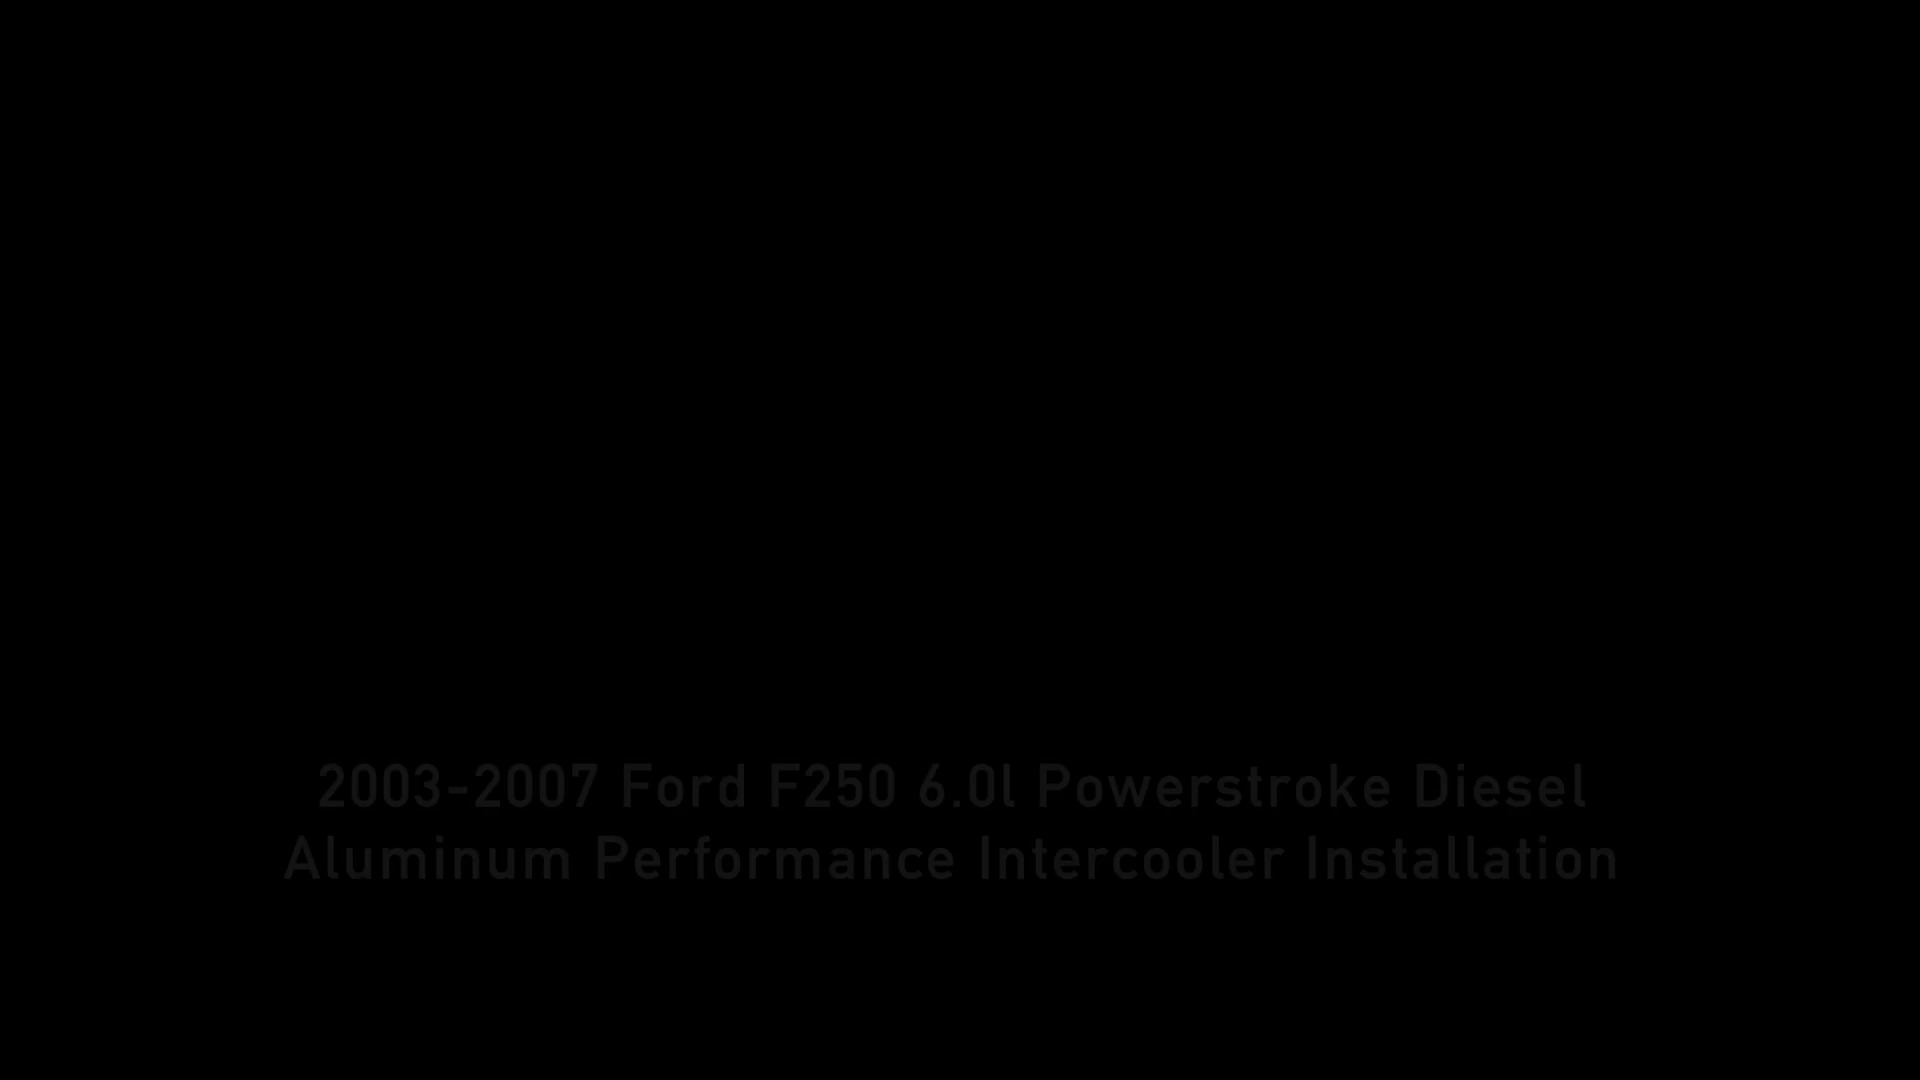 2003-2007 Ford F250 6.0l Powerstroke Diesel
Aluminum Performance Intercooler Installation